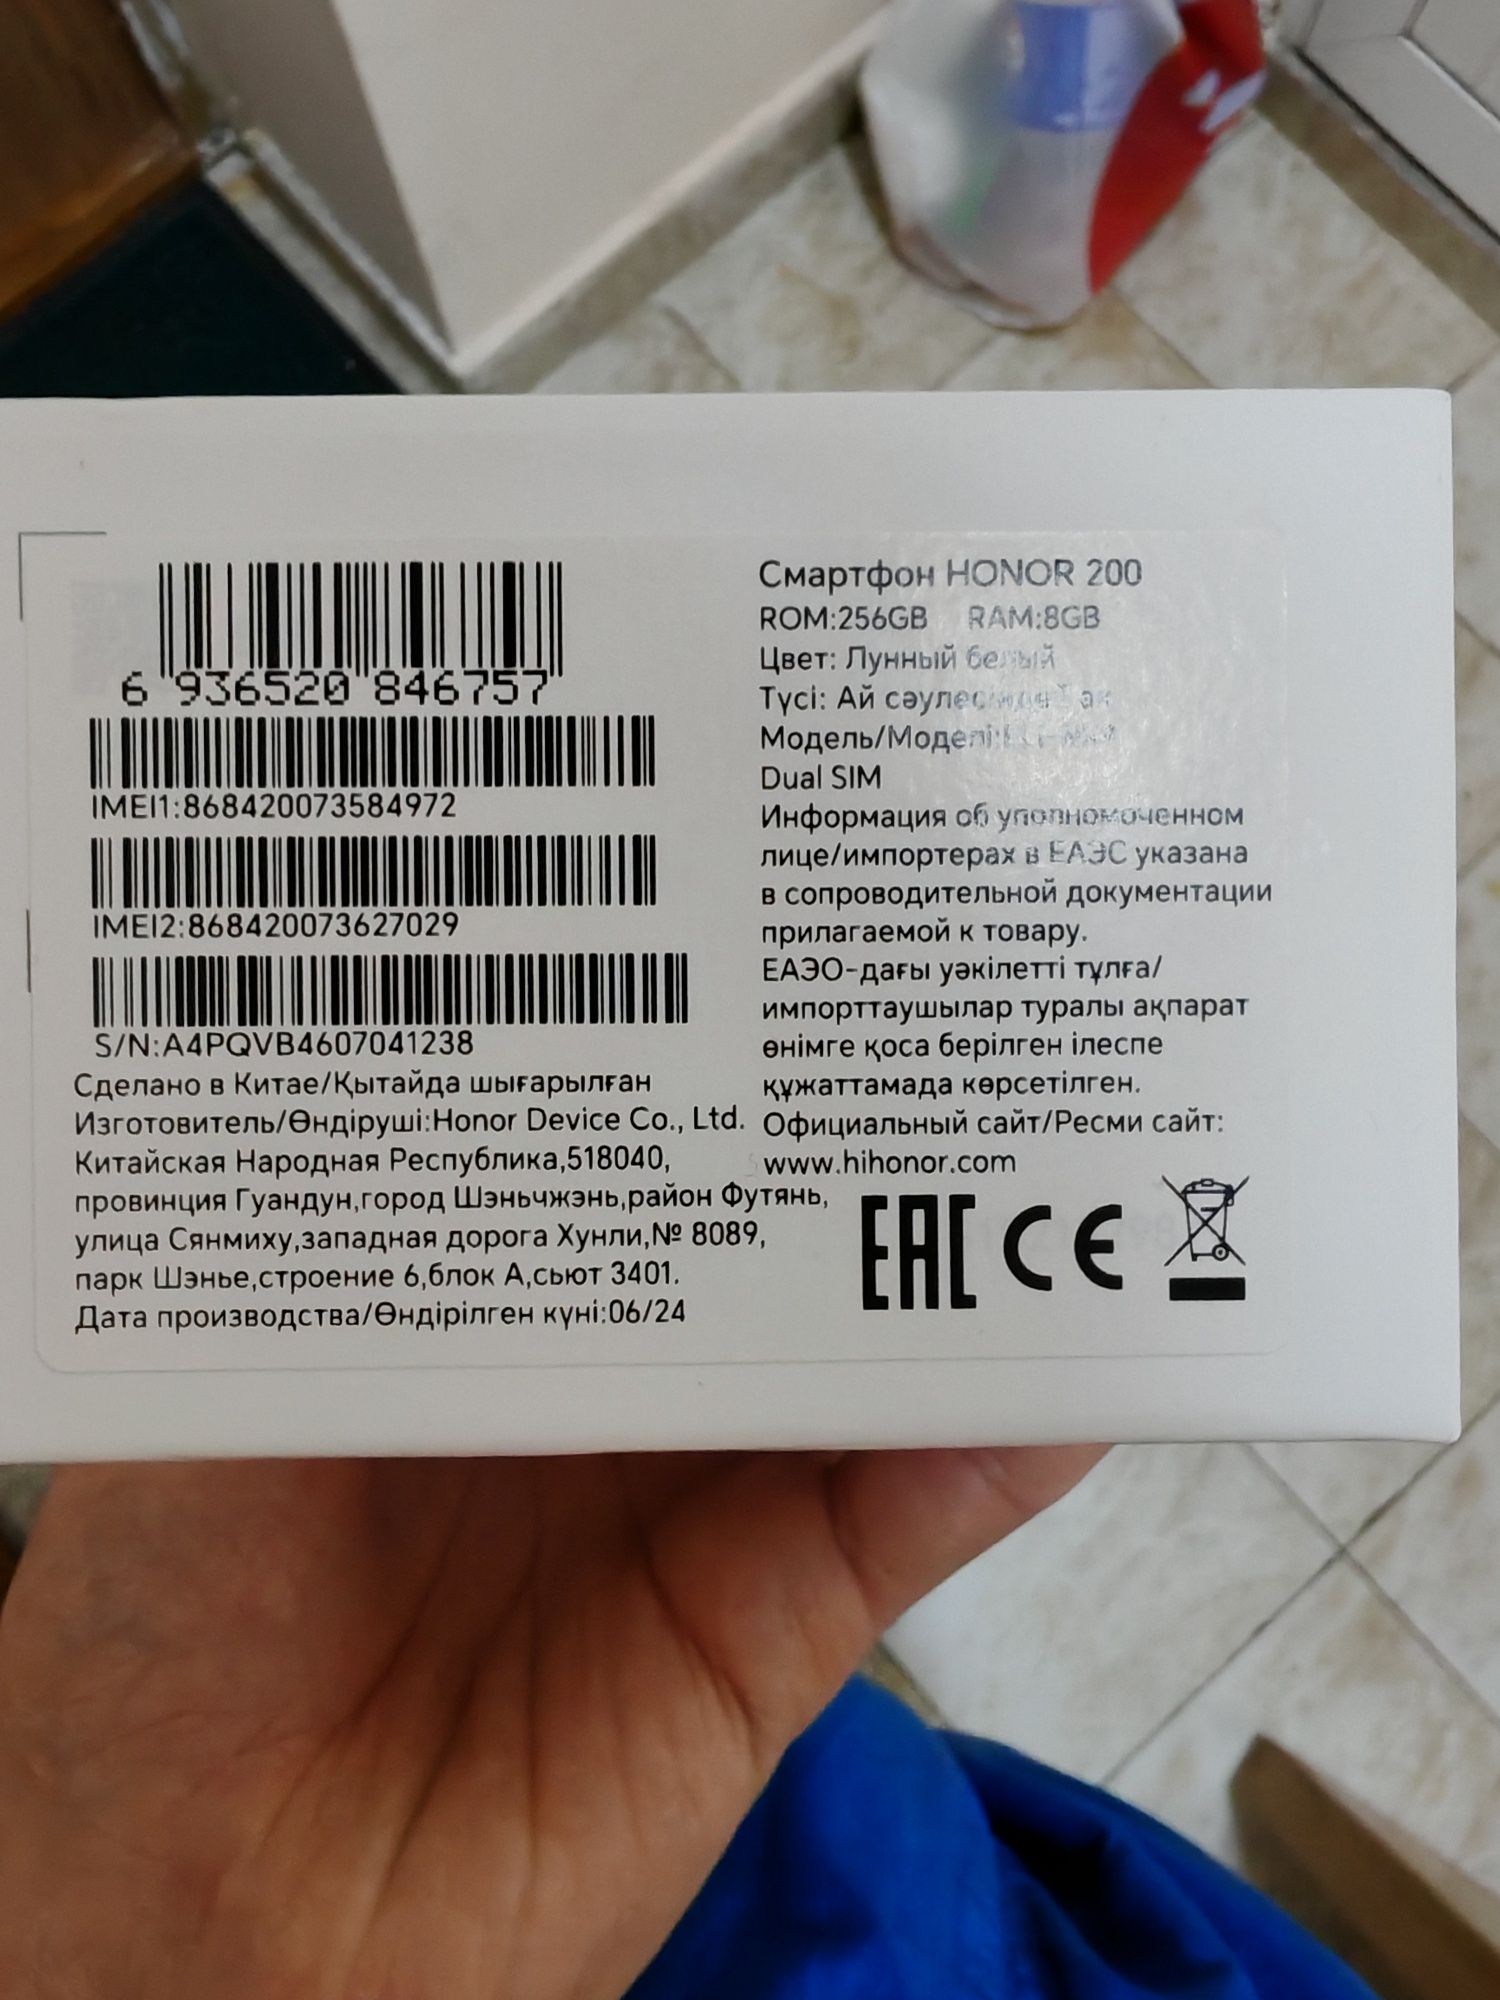 6 936520 846757
IMEI1:868420073584972
IMEI2:868420073627029
S/N:A4PQVB4607041238
Сделано в Китае/Қытайда шығарылған
Изготовитель/Өндіруші:Honor Device Co., Ltd.
Китайская Народная Республика,518040,
провинция Гуандун,город Шэньчжэнь,район Футянь,
улица Сянмиху,западная дорога Хунли,№ 8089,
парк Шэнье,строение 6,блок А,сьют 3401.
Дата производства/Өндірілген күні:06/24
Смартфон HONOR 200
ROM:256GB RAM:8GB
Цвет: Лунный белый
Түсі: Ай
Модель/Моделі:
Dual SIM
Информация об уполномоченном
лице/импортерах в ЕАЭС указана
в сопроводительной документации
прилагаемой к товару.
ЕАЭО-дағы уәкілетті тұлға/
импорттаушылар туралы ақпарат
өнімге қоса берілген ілеспе
құжаттамада көрсетілген.
Официальный сайт/Ресми сайт:
www.hihonor.com
EAC CE